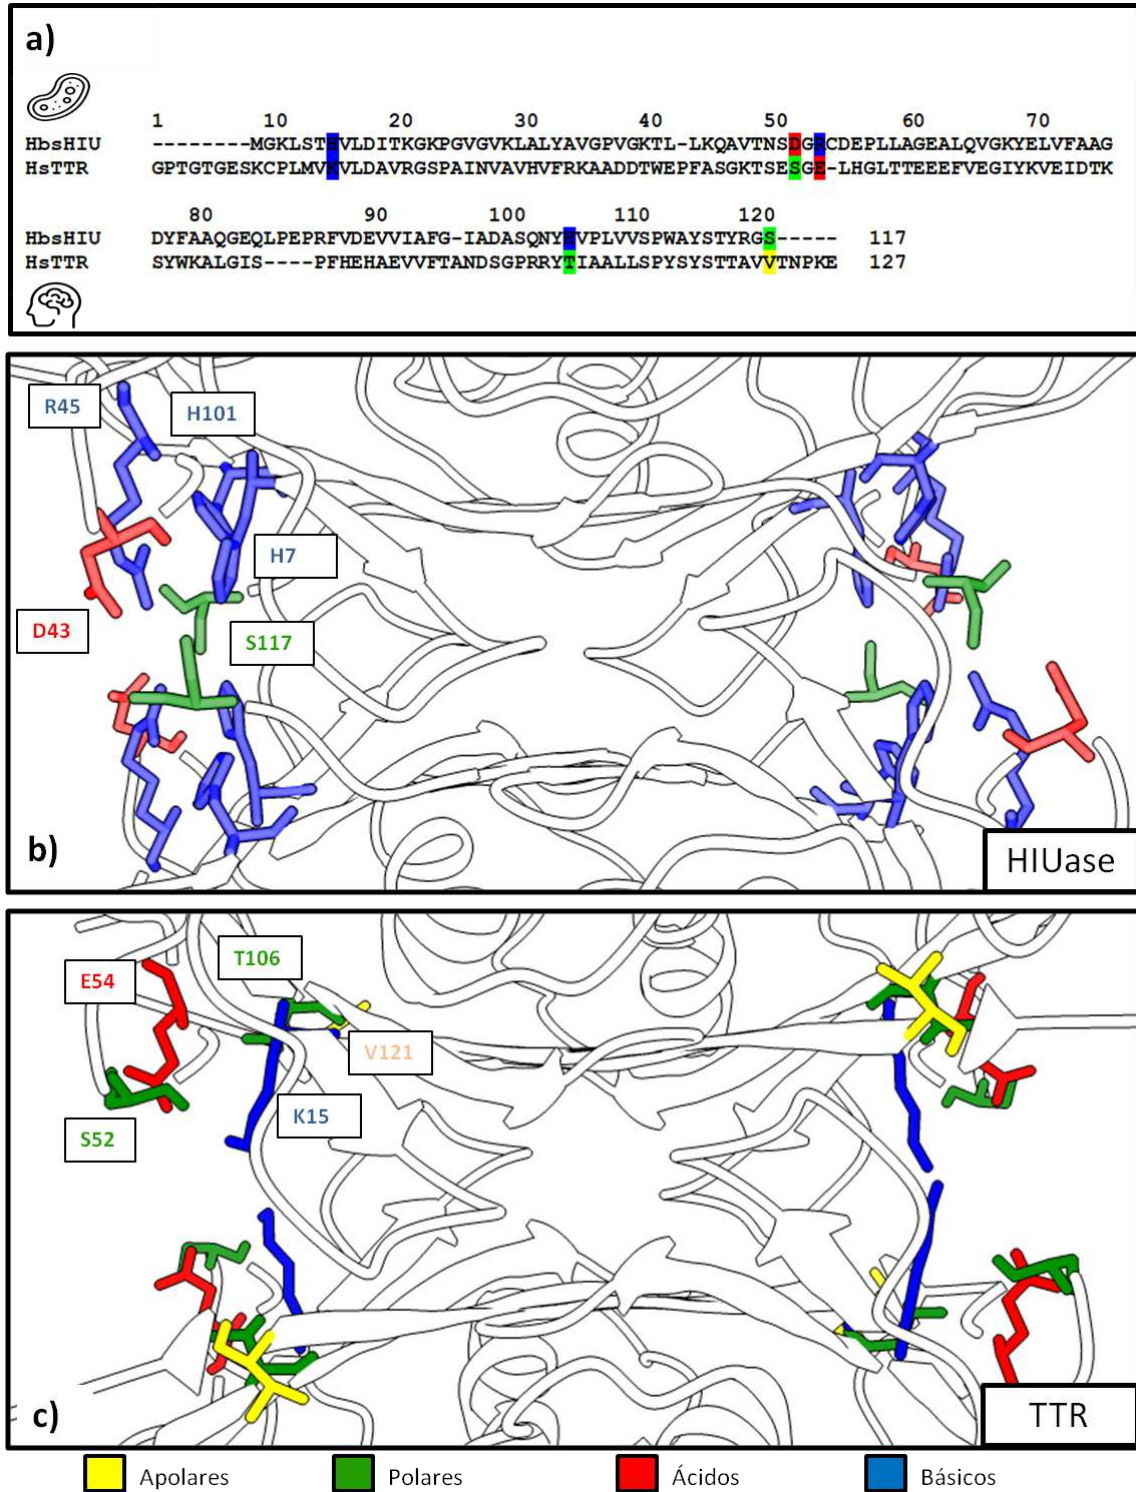 a)
1 10 20 30 40 50 60 70
HbsHIU --------MGKLSTHVLDITKGKPGVGVKLALYAVGPVGKTL-LKQAVTNSDGRCDEPLLAGEALQVGKYELVFAAG
HsTTR GPTGTGESKCPLMVKVLDAVRGSPAINVAVHVFRKAADDTWEPFASGKTSESGE-LHGLTTEEEFVEGIYKVEIDTK
80 90 100 110 120
HbsHIU DYFAAQGEQLPEPRFVDEVVIAFG-IADASQNYHVPLVVSPWAYSTYRGS----- 117
HsTTR SYWKALGIS----PFHEHAEVVFTANDSGPRRYTIAALLSPYSYSTTAVVTNPKE 127
R45
H101
H7
D43
S117
b)
HIUase
T106
E54
V121
K15
S52
c)
TTR
Apolares Polares Ácidos Básicos